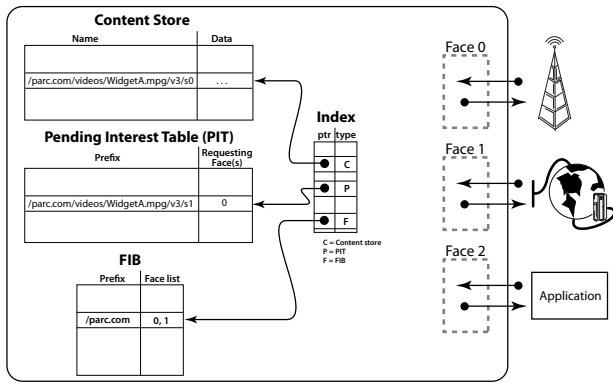 Content Store
Name Data
/parc.com/videos/WidgetA.mpg/v3/s0 ...
Pending Interest Table (PIT)
Prefix Requesting Face(s)
/parc.com/videos/WidgetA.mpg/v3/s1 0
FIB
Prefix Face list
/parc.com 0, 1
Index
ptr type
C
P
F
C = Content store
P = PIT
F = FIB
Face 0
Face 1
Face 2
Application